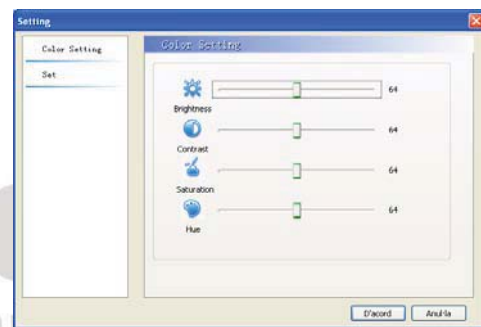 Setting
Color Setting
Set
Color Setting
64
Brightness
64
Contrast
64
Saturation
64
Hue
D'acord
Anul·la